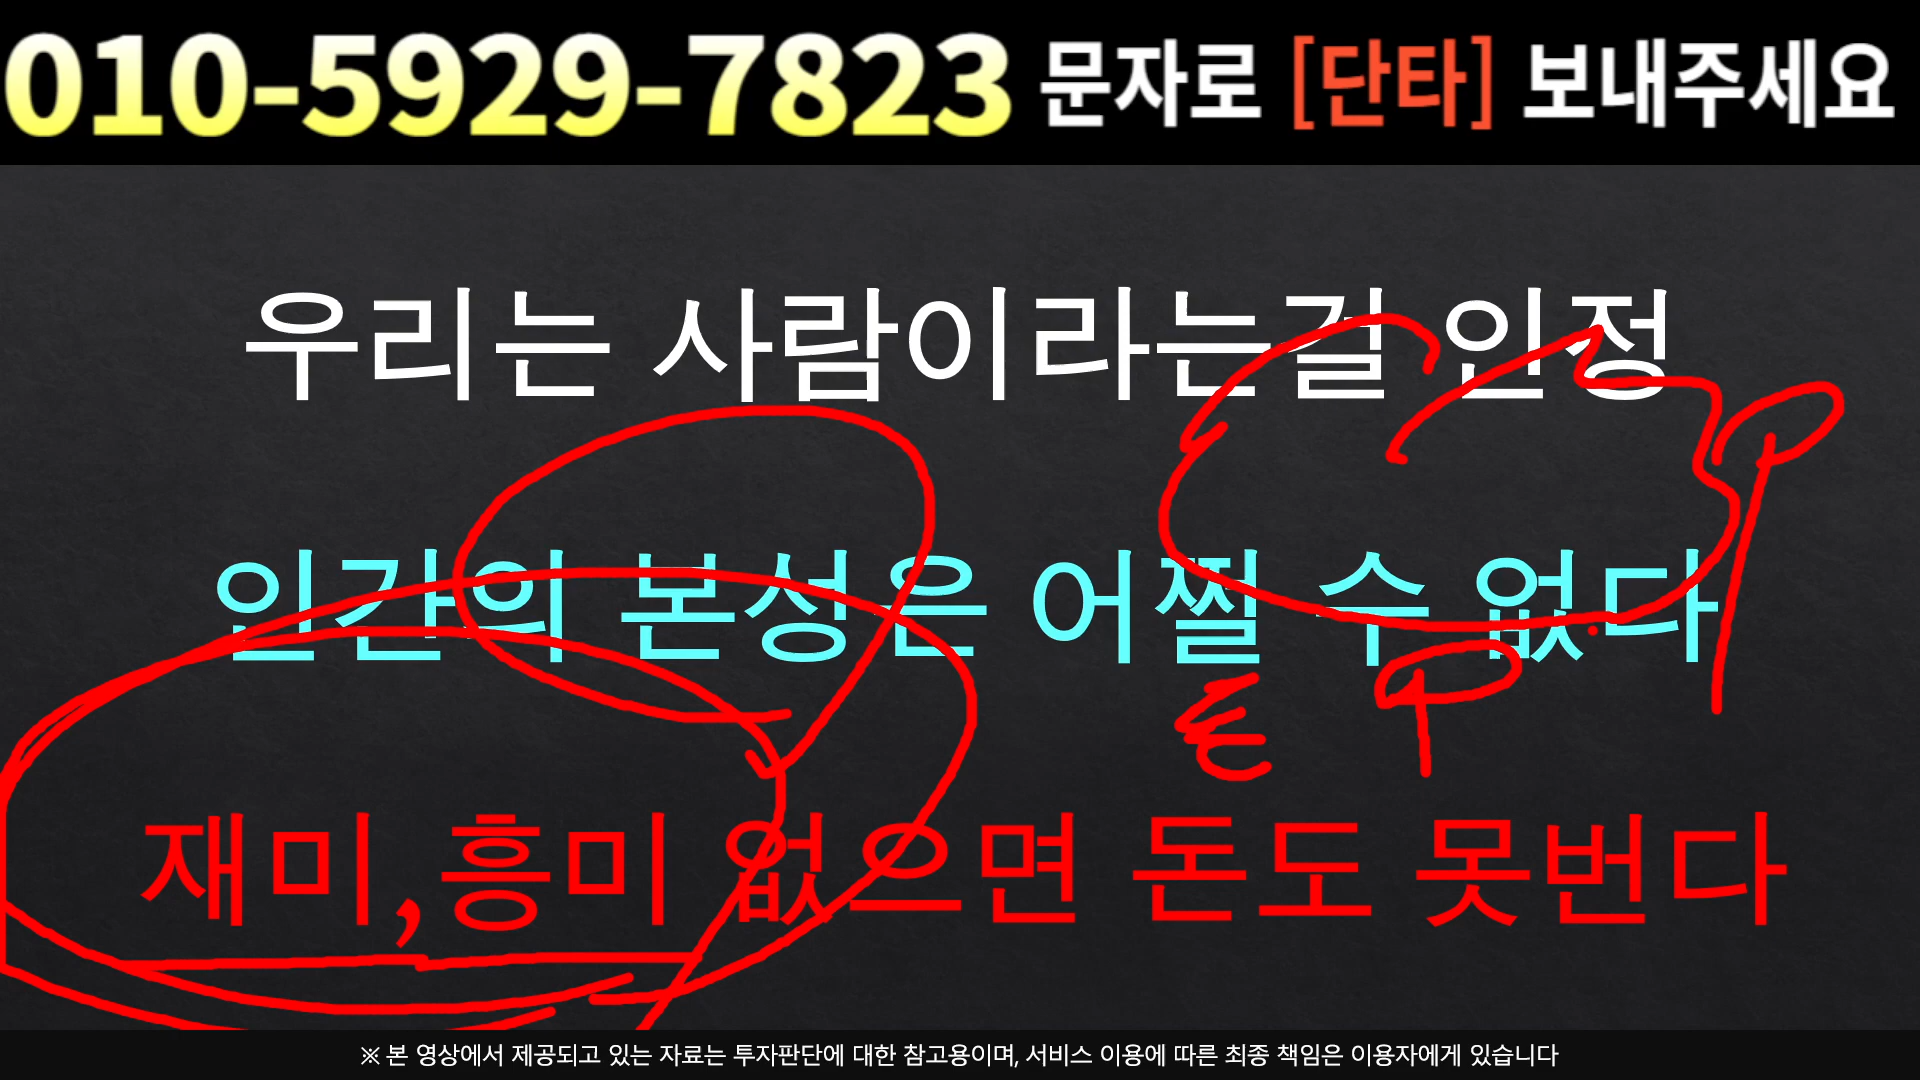 010-5929-7823 문자로 [단타] 보내주세요
우리는 사람이라는걸 인정
인간의 본성은 어쩔 수 없다
재미,흥미 없으면 돈도 못번다
※ 본 영상에서 제공되고 있는 자료는 투자판단에 대한 참고용이며, 서비스 이용에 따른 최종 책임은 이용자에게 있습니다